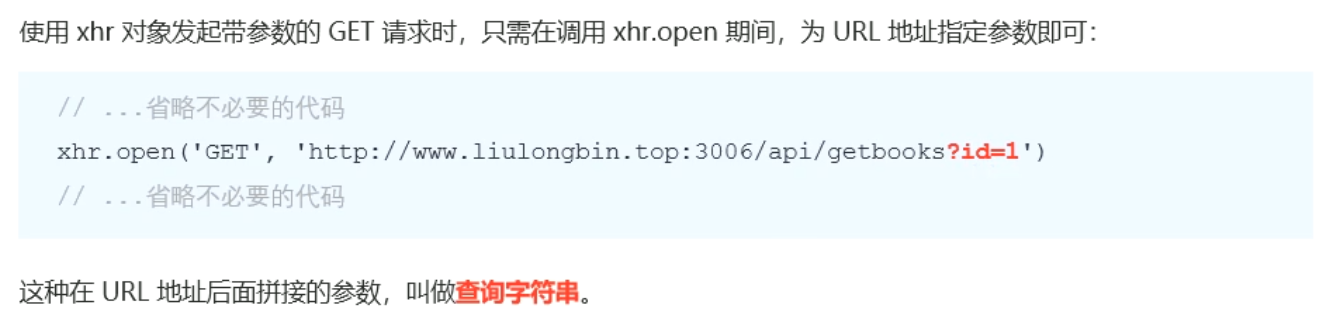 使用 xhr 对象发起带参数的 GET 请求时，只需在调用 xhr.open 期间，为 URL 地址指定参数即可：
// ...省略不必要的代码
xhr.open('GET', 'http://www.liulongbin.top:3006/api/getbooks?id=1')
// ...省略不必要的代码
这种在 URL 地址后面拼接的参数，叫做查询字符串。